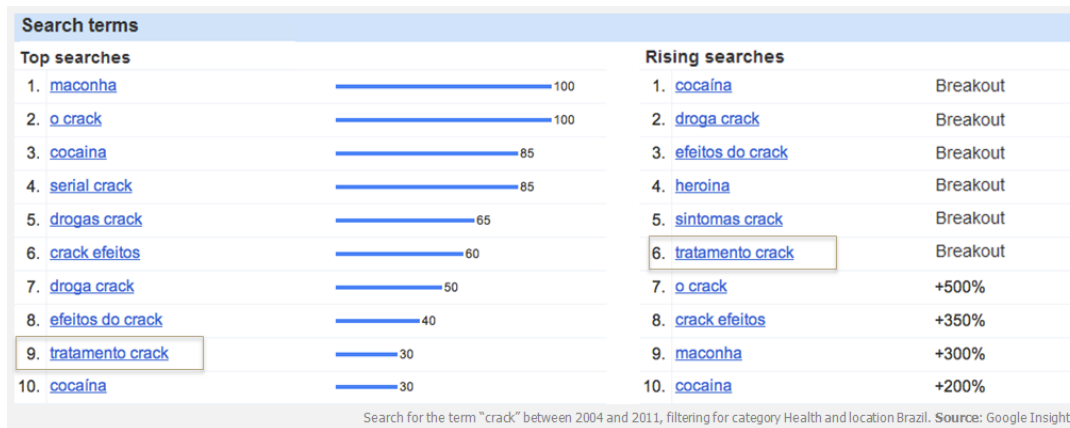 Search terms
Top searches
1. maconha 100
2. o crack 100
3. cocaina 85
4. serial crack 85
5. drogas crack 65
6. crack efeitos 60
7. droga crack 50
8. efeitos do crack 40
9. tratamento crack 30
10. cocaína 30
Rising searches
1. cocaína Breakout
2. droga crack Breakout
3. efeitos do crack Breakout
4. heroina Breakout
5. sintomas crack Breakout
6. tratamento crack Breakout
7. o crack +500%
8. crack efeitos +350%
9. maconha +300%
10. cocaina +200%
Search for the term "crack" between 2004 and 2011, filtering for category Health and location Brazil. Source: Google Insight